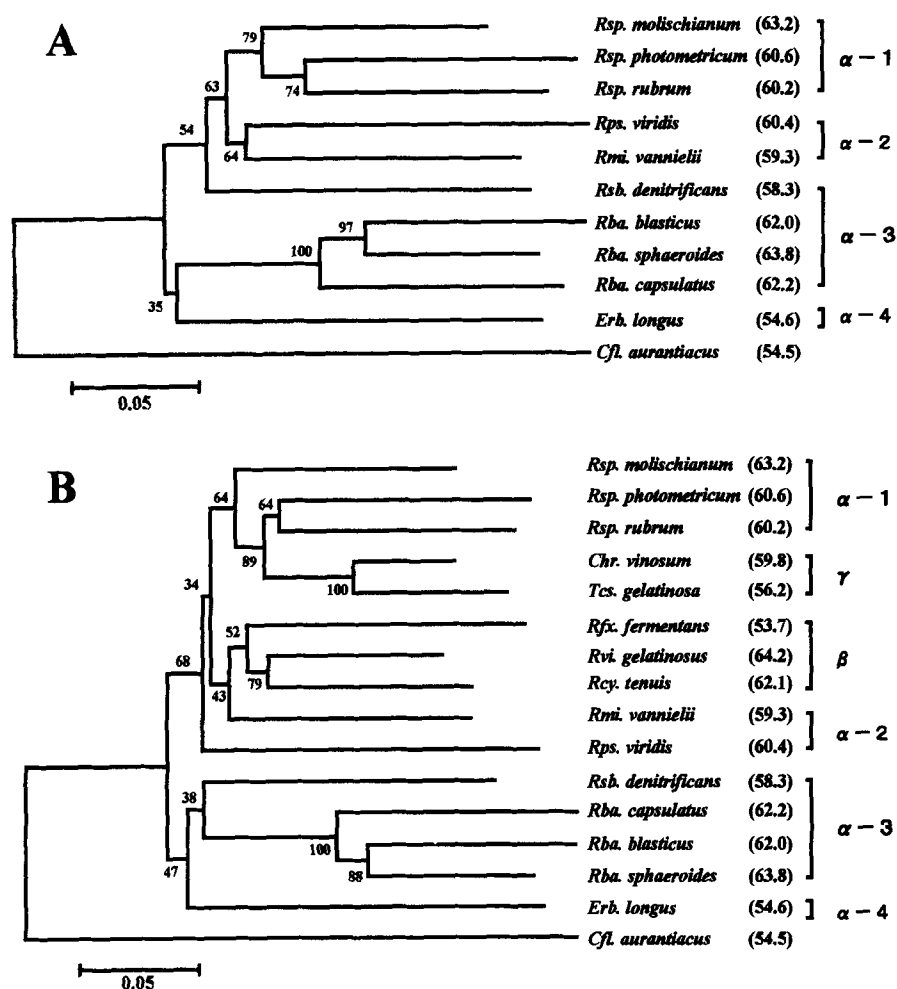 A
79
Rsp. molischianum (63.2)
Rsp. photometricum (60.6)
α-1
74
Rsp. rubrum (60.2)
63
Rps. viridis (60.4)
α-2
54
64
Rmi. vannielii (59.3)
Rsb. denitrificans (58.3)
97
Rba. blasticus (62.0)
α-3
100
Rba. sphaeroides (63.8)
Rba. capsulatus (62.2)
35
Erb. longus (54.6)
α-4
Cfl. aurantiacus (54.5)
0.05
B
Rsp. molischianum (63.2)
64
64
Rsp. photometricum (60.6)
α-1
Rsp. rubrum (60.2)
89
Chr. vinosum (59.8)
γ
100
Tcs. gelatinosa (56.2)
34
52
Rfx. fermentans (53.7)
68
Rvi. gelatinosus (64.2)
β
43
79
Rcy. tenuis (62.1)
Rmi. vannielii (59.3)
α-2
Rps. viridis (60.4)
38
Rsb. denitrificans (58.3)
Rba. capsulatus (62.2)
α-3
100
Rba. blasticus (62.0)
47
88
Rba. sphaeroides (63.8)
Erb. longus (54.6)
α-4
Cfl. aurantiacus (54.5)
0.05